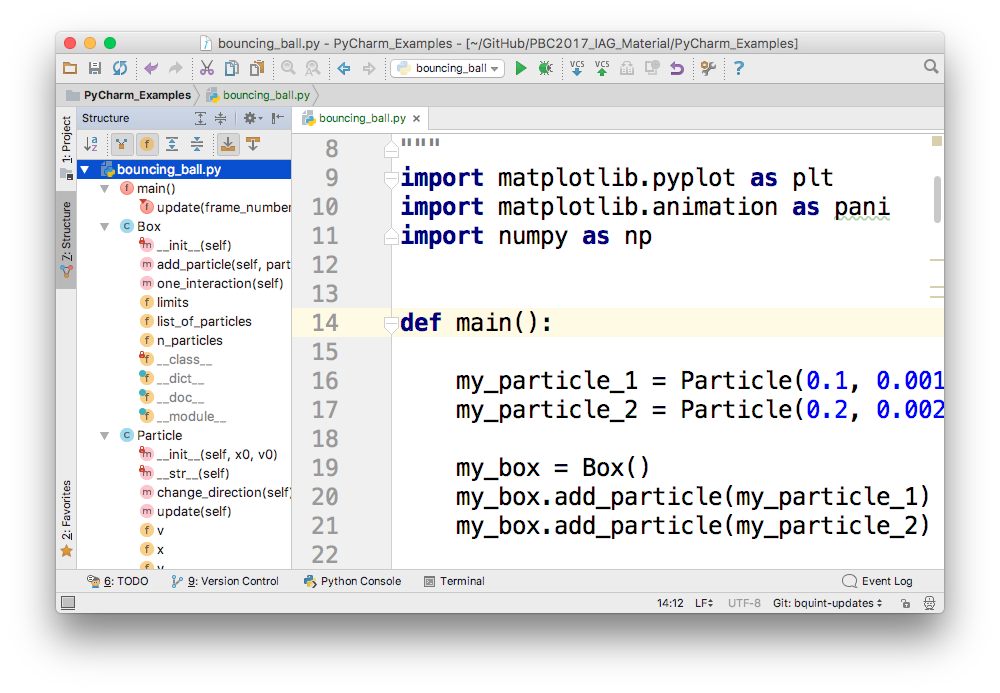 bouncing_ball.py - PyCharm_Examples - [~/GitHub/PBC2017_IAG_Material/PyCharm_Examples]
bouncing_ball
VCS
VCS
PyCharm_Examples
bouncing_ball.py
1: Project
Z: Structure
2: Favorites
Structure
bouncing_ball.py
main()
update(frame_number
Box
__init__(self)
add_particle(self, part
one_interaction(self)
limits
list_of_particles
n_particles
__class__
__dict__
__doc__
__module__
Particle
__init__(self, x0, v0)
__str__(self)
change_direction(self)
update(self)
v
x
bouncing_ball.py
8 """
9 import matplotlib.pyplot as plt
10 import matplotlib.animation as pani
11 import numpy as np
12
13
14 def main():
15
16 my_particle_1 = Particle(0.1, 0.001
17 my_particle_2 = Particle(0.2, 0.002
18
19 my_box = Box()
20 my_box.add_particle(my_particle_1)
21 my_box.add_particle(my_particle_2)
22
6: TODO
9: Version Control
Python Console
Terminal
Event Log
14:12 LF UTF-8 Git: bquint-updates